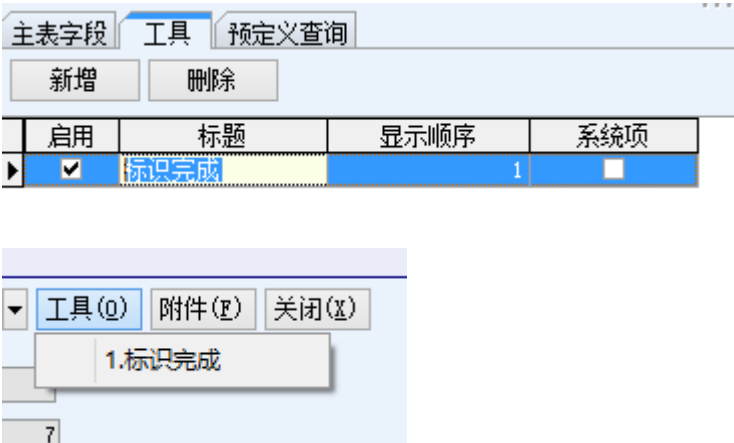 主表字段 工具 预定义查询
新增 删除
启用 标题 显示顺序 系统项
标识完成 1
工具(O) 附件(F) 关闭(X)
1.标识完成
7